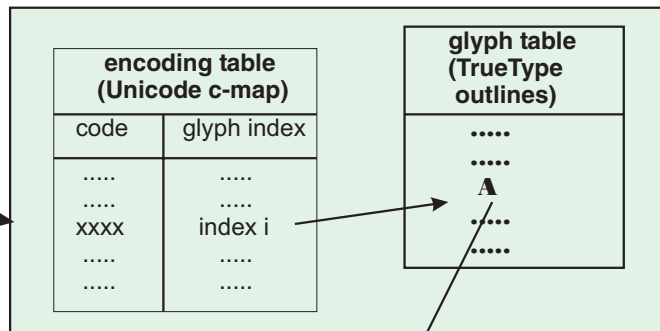 encoding table
(Unicode c-map)
code glyph index
..... .....
..... .....
xxxx index i
..... .....
..... .....
glyph table
(TrueType
outlines)
.....
.....
A
.....
.....